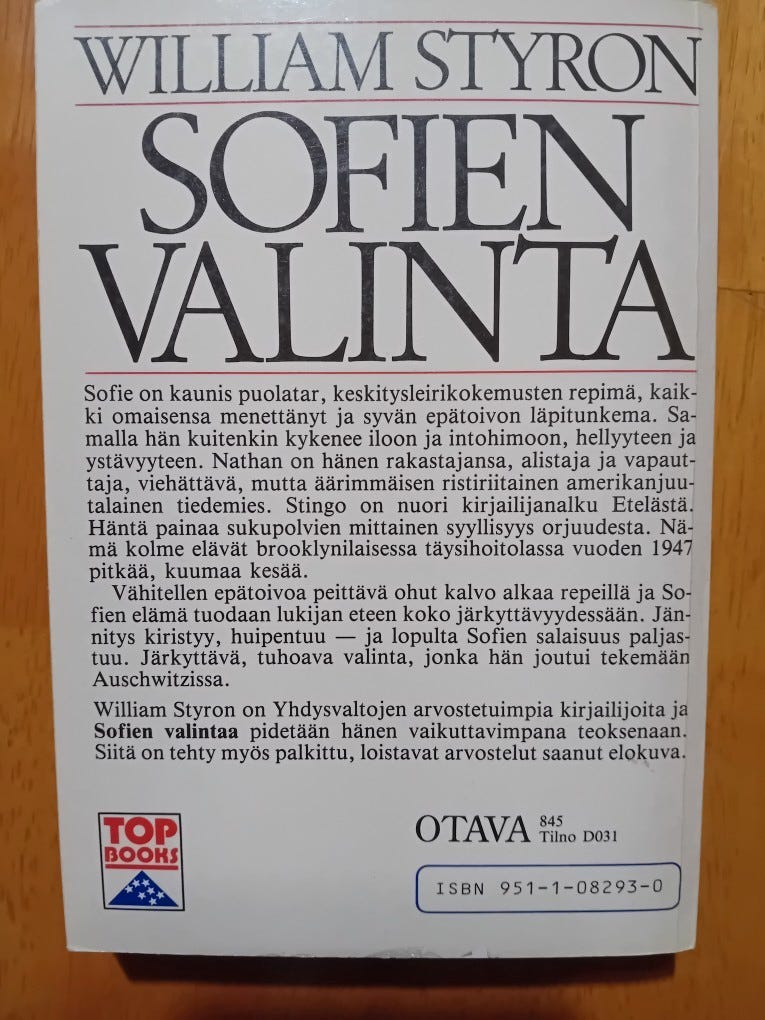 WILLIAM STYRON
SOFIEN
VALINTA
Sofie on kaunis puolatar, keskitysleirikokemusten repimä, kaik-
ki omaisensa menettänyt ja syvän epätoivon läpitunkema. Sa-
malla hän kuitenkin kykenee iloon ja intohimoon, hellyyteen ja
ystävyyteen. Nathan on hänen rakastajansa, alistaja ja vapaut-
taja, viehättävä, mutta äärimmäisen ristiriitainen amerikanjuu-
talainen tiedemies. Stingo on nuori kirjailijanalku Etelästä.
Häntä painaa sukupolvien mittainen syyllisyys orjuudesta. Nä-
mä kolme elävät brooklynilaisessa täysihoitolassa vuoden 1947
pitkää, kuumaa kesää.
Vähitellen epätoivoa peittävä ohut kalvo alkaa repeillä ja So-
fien elämä tuodaan lukijan eteen koko järkyttävyydessään. Jän-
nitys kiristyy, huipentuu — ja lopulta Sofien salaisuus paljas-
tuu. Järkyttävä, tuhoava valinta, jonka hän joutui tekemään
Auschwitzissa.
William Styron on Yhdysvaltojen arvostetuimpia kirjailijoita ja
Sofien valintaa pidetään hänen vaikuttavimpana teoksenaan.
Siitä on tehty myös palkittu, loistavat arvostelut saanut elokuva.
TOP
BOOKS
OTAVA 845
Tilno D031
ISBN 951-1-08293-0